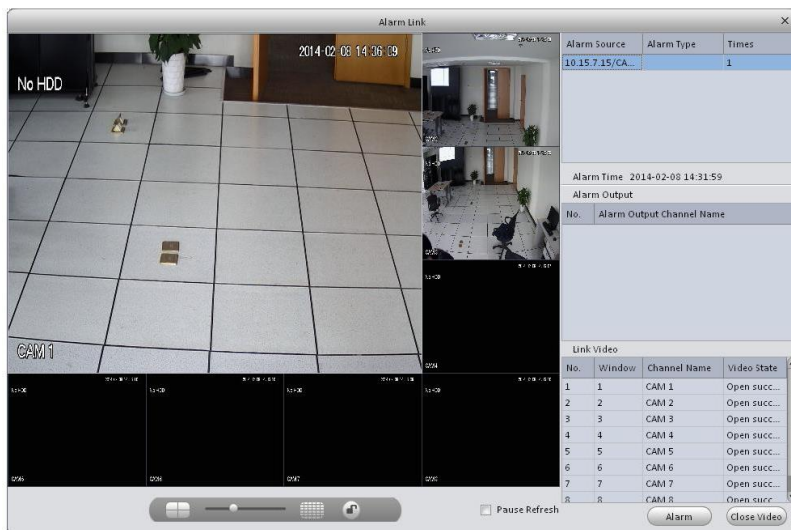 Alarm Link
2014-02-08 14:36:09
No HDD
CAM 1
Alarm Source Alarm Type Times
10.15.7.15/CA... 1
Alarm Time 2014-02-08 14:31:59
Alarm Output
No. Alarm Output Channel Name
Link Video
No. Window Channel Name Video State
1 1 CAM 1 Open succ...
2 2 CAM 2 Open succ...
3 3 CAM 3 Open succ...
4 4 CAM 4 Open succ...
5 5 CAM 5 Open succ...
6 6 CAM 6 Open succ...
7 7 CAM 7 Open succ...
8 8 CAM 8 Open succ...
Pause Refresh
Alarm
Close Video